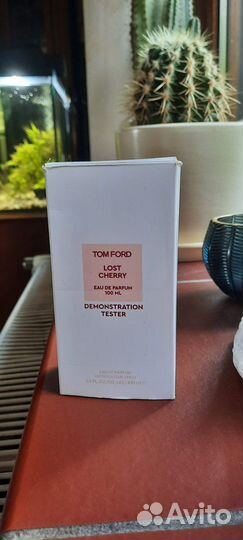 TOM FORD
LOST
CHERRY
EAU DE PARFUM
100 ML
DEMONSTRATION
TESTER
Avito